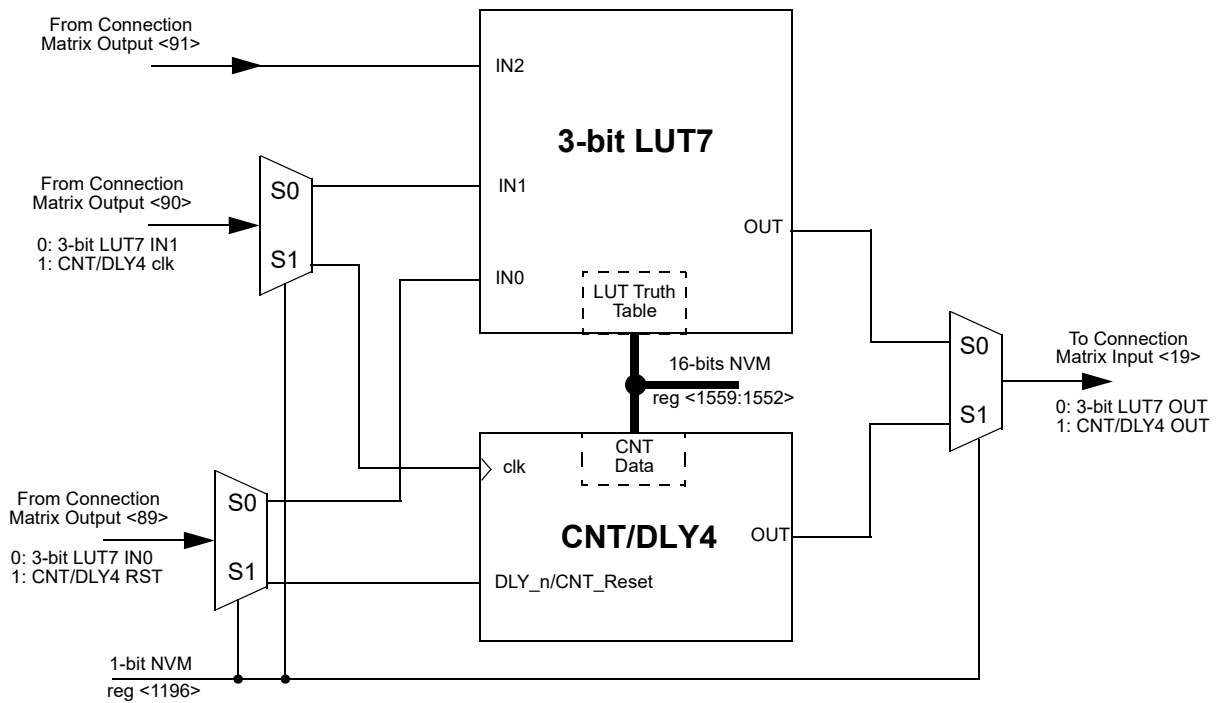 From Connection
Matrix Output <91>
IN2
3-bit LUT7
From Connection
Matrix Output <90>
0: 3-bit LUT7 IN1
1: CNT/DLY4 clk
S0
S1
IN1
IN0
OUT
LUT Truth
Table
16-bits NVM
reg <1559:1552>
S0
S1
To Connection
Matrix Input <19>
0: 3-bit LUT7 OUT
1: CNT/DLY4 OUT
CNT
Data
clk
CNT/DLY4
OUT
DLY_n/CNT_Reset
From Connection
Matrix Output <89>
0: 3-bit LUT7 IN0
1: CNT/DLY4 RST
S0
S1
1-bit NVM
reg <1196>